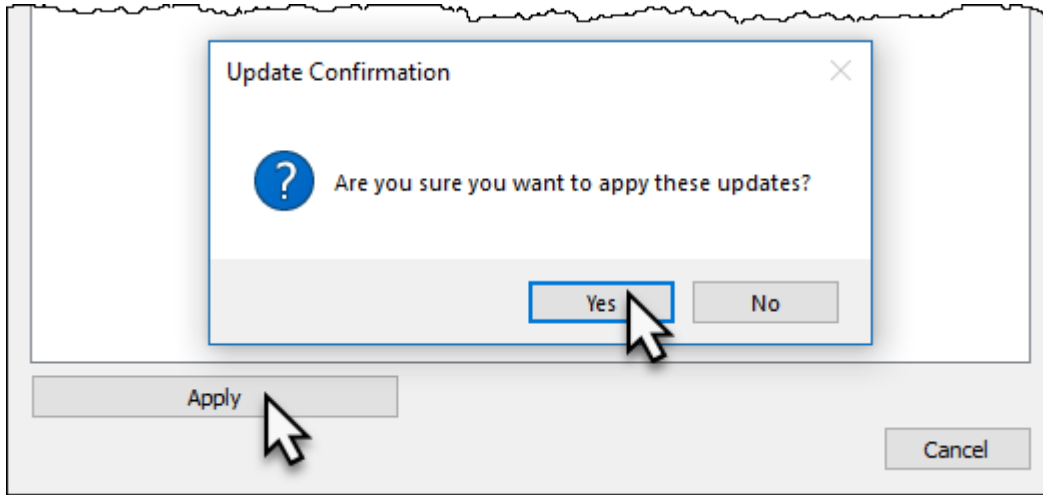 Update Confirmation
Are you sure you want to appy these updates?
Yes
No
Apply
Cancel